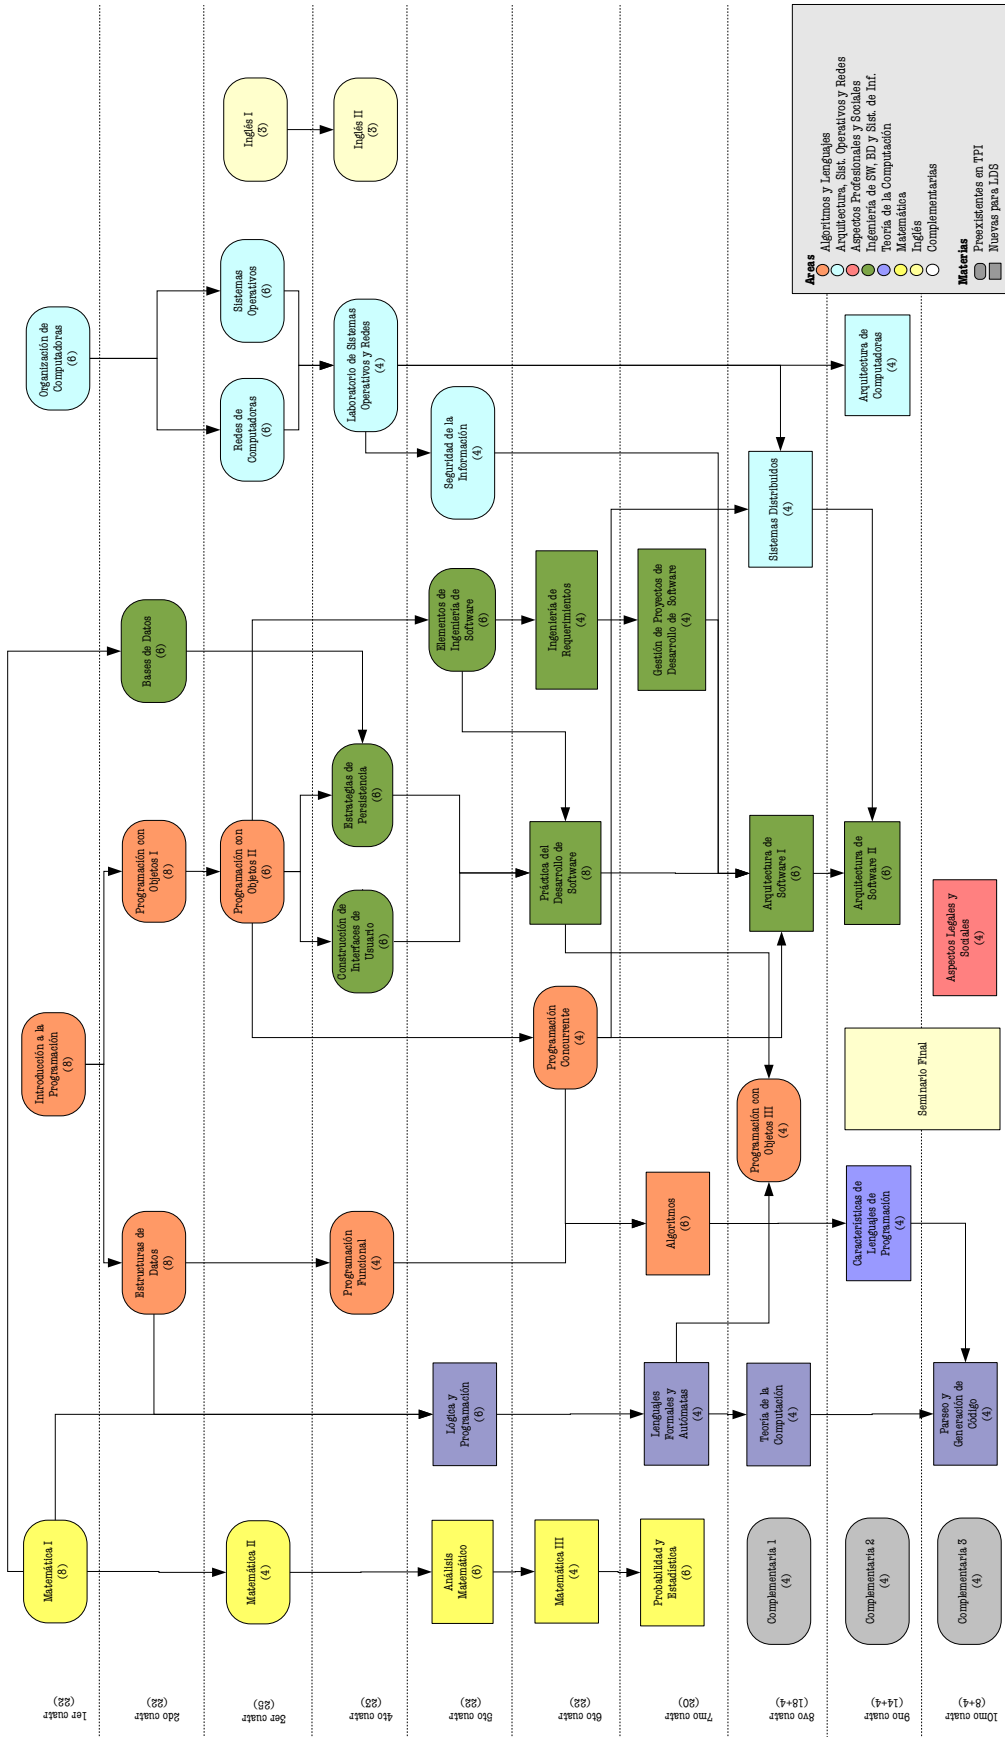 1er cuatr
(22)
Matemática I
(8)
Introducción a la
Programación
(8)
Organización de
Computadoras
(6)
2do cuatr
(22)
Estructuras de
Datos
(8)
Programación con
Objetos I
(8)
Bases de Datos
(6)
3er cuatr
(25)
Matemática II
(4)
Programación con
Objetos II
(6)
Redes de
Computadoras
(6)
Sistemas
Operativos
(6)
Inglés I
(3)
4to cuatr
(23)
Programación
Funcional
(4)
Construcción de
Interfaces de
Usuario
(6)
Estrategias de
Persistencia
(6)
Laboratorio de Sistemas
Operativos y Redes
(4)
Inglés II
(3)
5to cuatr
(22)
Análisis
Matemático
(6)
Lógica y
Programación
(6)
Elementos de
Ingeniería de
Software
(6)
Seguridad de la
Información
(4)
6to cuatr
(22)
Matemática III
(4)
Programación
Concurrente
(4)
Práctica del
Desarrollo de
Software
(8)
Ingeniería de
Requerimientos
(4)
7mo cuatr
(20)
Probabilidad y
Estadística
(6)
Lenguajes
Formales y
Autómatas
(4)
Algoritmos
(6)
Gestión de Proyectos de
Desarrollo de Software
(4)
8vo cuatr
(18+4)
Complementaria 1
(4)
Teoría de la
Computación
(4)
Programación con
Objetos III
(4)
Arquitectura de
Software I
(6)
Sistemas Distribuidos
(4)
9no cuatr
(14+4)
Complementaria 2
(4)
Características de
Lenguajes de
Programación
(4)
Seminario Final
Arquitectura de
Software II
(6)
Arquitectura de
Computadoras
(4)
10mo cuatr
(8+4)
Complementaria 3
(4)
Parseo y
Generación de
Código
(4)
Aspectos Legales y
Sociales
(4)
Areas
Algoritmos y Lenguajes
Arquitectura, Sist. Operativos y Redes
Aspectos Profesionales y Sociales
Ingeniería de SW, BD y Sist. de Inf.
Teoría de la Computación
Matemática
Inglés
Complementarias
Materias
Preexistentes en TPI
Nuevas para LDS